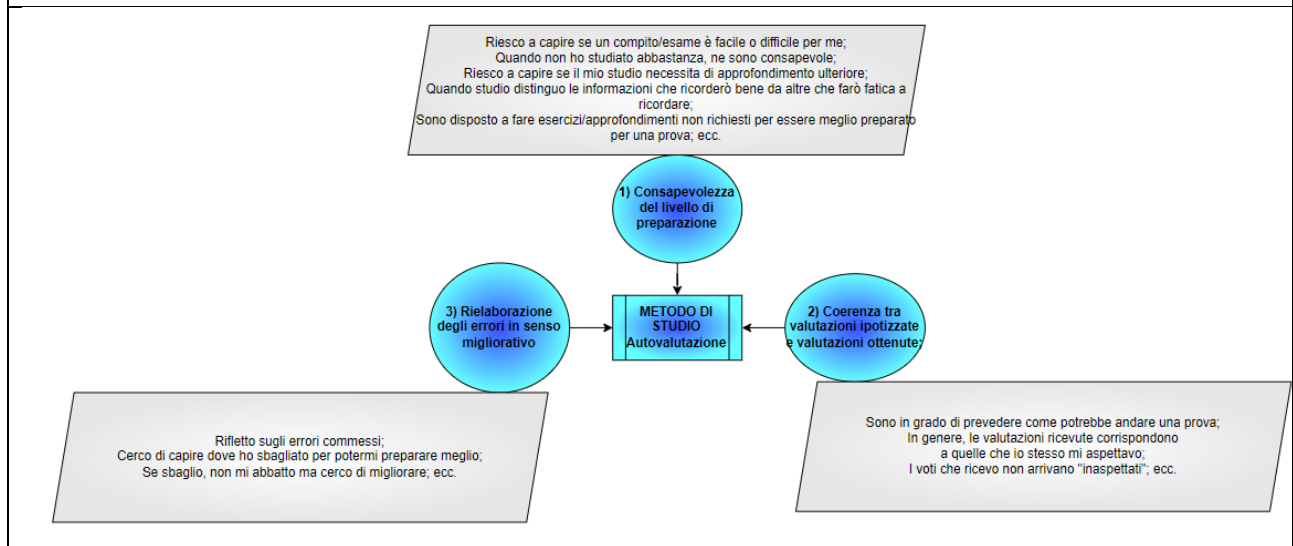 Riesco a capire se un compito/esame è facile o difficile per me;
Quando non ho studiato abbastanza, ne sono consapevole;
Riesco a capire se il mio studio necessita di approfondimento ulteriore;
Quando studio distinguo le informazioni che ricorderò bene da altre che farò fatica a
ricordare;
Sono disposto a fare esercizi/approfondimenti non richiesti per essere meglio preparato
per una prova; ecc.
1) Consapevolezza
del livello di
preparazione
3) Rielaborazione
degli errori in senso
migliorativo
METODO DI
STUDIO
Autovalutazione
2) Coerenza tra
valutazioni ipotizzate
e valutazioni ottenute;
Rifletto sugli errori commessi;
Cerco di capire dove ho sbagliato per potermi preparare meglio;
Se sbaglio, non mi abbatto ma cerco di migliorare; ecc.
Sono in grado di prevedere come potrebbe andare una prova;
In genere, le valutazioni ricevute corrispondono
a quelle che io stesso mi aspettavo;
I voti che ricevo non arrivano "inaspettati"; ecc.